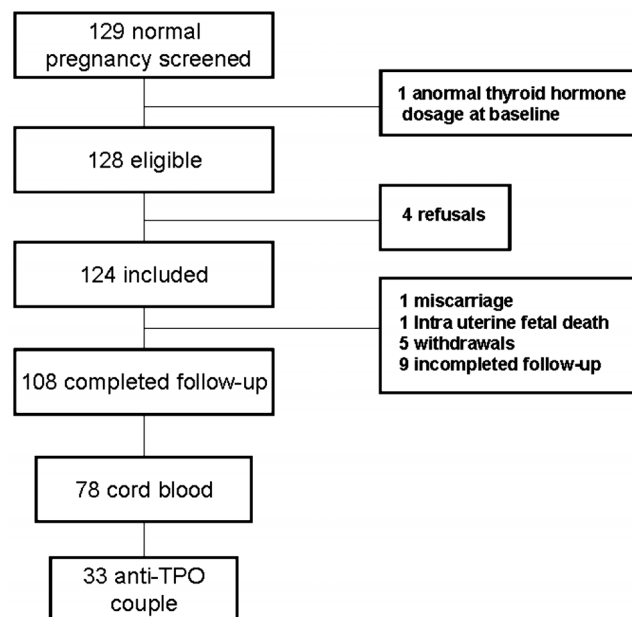 129 normal
pregnancy screened
1 anormal thyroid hormone
dosage at baseline
128 eligible
4 refusals
124 included
1 miscarriage
1 Intra uterine fetal death
5 withdrawals
9 incompleted follow-up
108 completed follow-up
78 cord blood
33 anti-TPO
couple